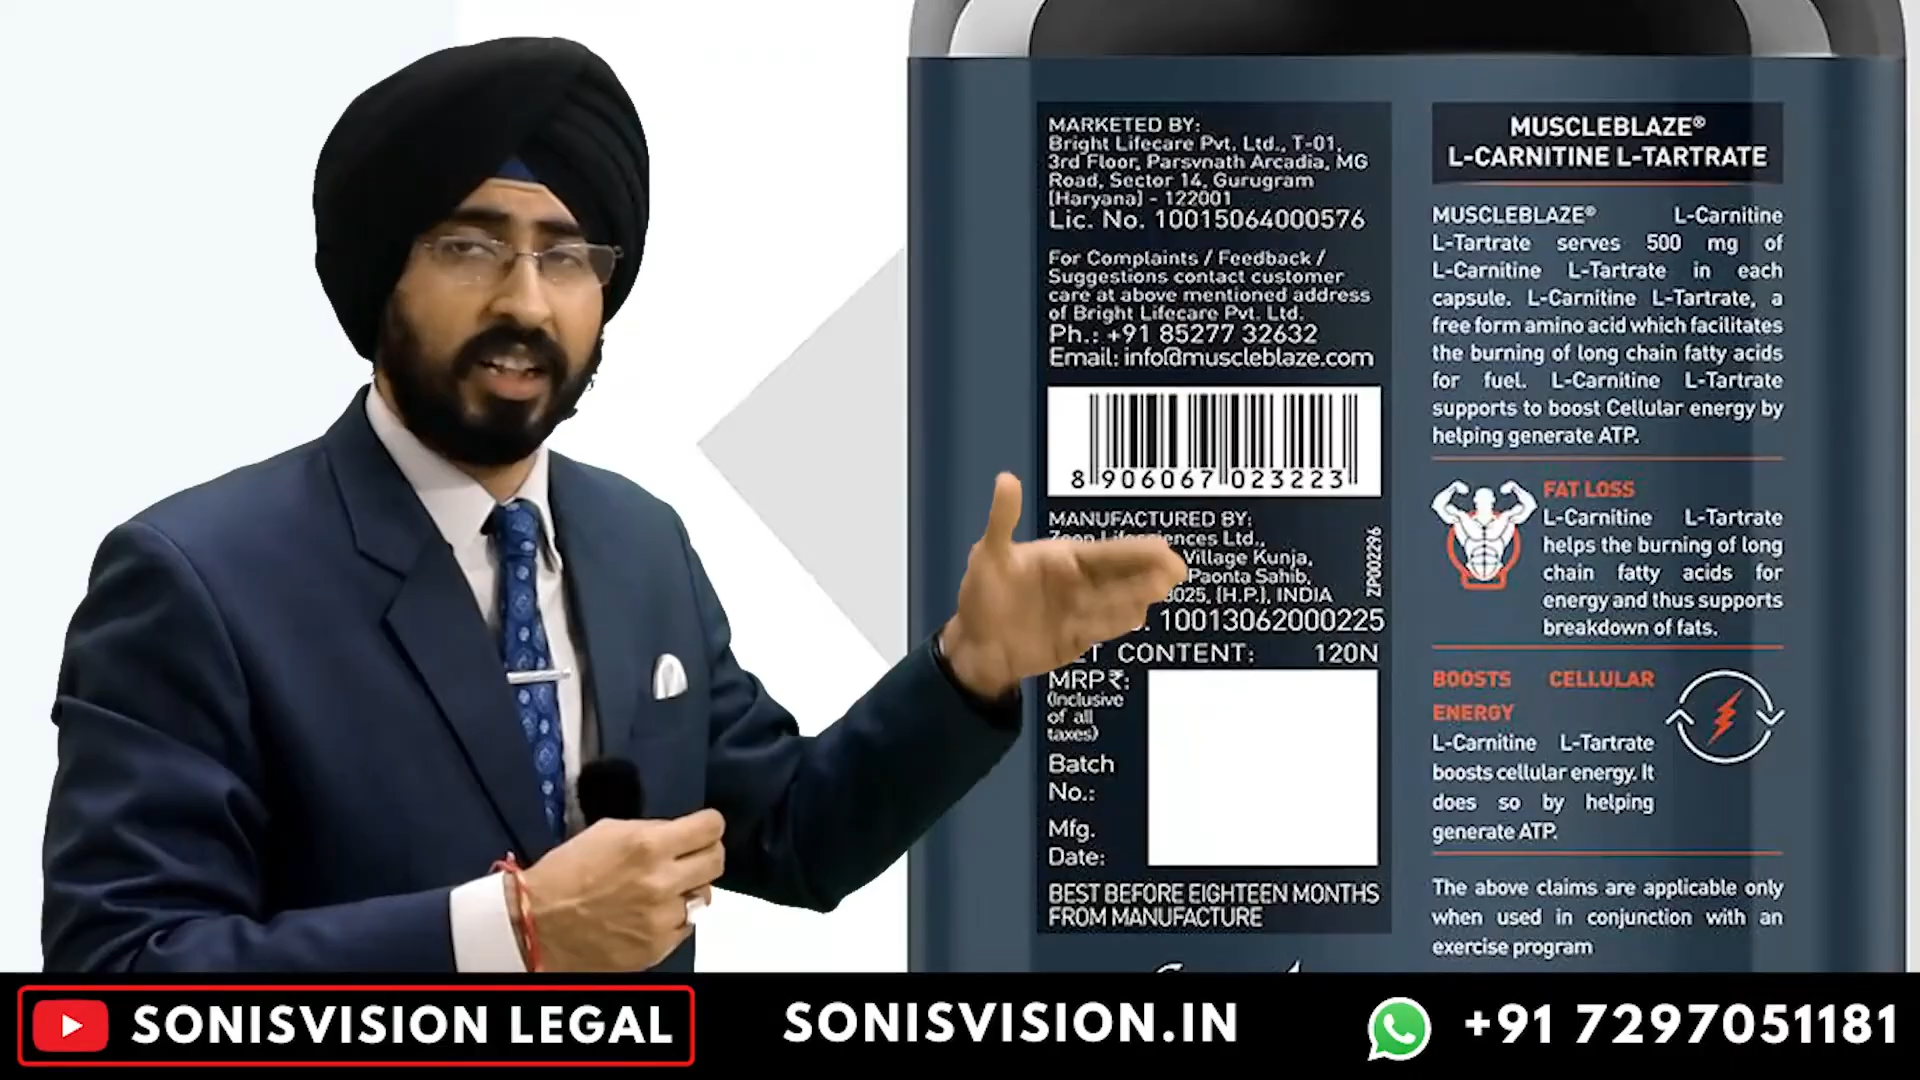 MARKETED BY:
Bright Lifecare Pvt. Ltd., T-01,
3rd Floor, Parsvnath Arcadia, MG
Road, Sector 14, Gurugram
(Haryana) - 122001
Lic. No. 10015064000576
For Complaints / Feedback /
Suggestions contact customer
care at above mentioned address
of Bright Lifecare Pvt. Ltd.
Ph.: +91 85277 32632
Email: info@muscleblaze.com
8 906067 023223
MANUFACTURED BY:
Ltd.,
Village Kunja,
Paonta Sahib,
(H.P.), INDIA
10013062000225
CONTENT: 120N
ZP002296
MRP₹:
(Inclusive
of all
taxes)
Batch
No.:
Mfg.
Date:
BEST BEFORE EIGHTEEN MONTHS
FROM MANUFACTURE
MUSCLEBLAZE®
L-CARNITINE L-TARTRATE
MUSCLEBLAZE® L-Carnitine
L-Tartrate serves 500 mg of
L-Carnitine L-Tartrate in each
capsule. L-Carnitine L-Tartrate, a
free form amino acid which facilitates
the burning of long chain fatty acids
for fuel. L-Carnitine L-Tartrate
supports to boost Cellular energy by
helping generate ATP.
FAT LOSS
L-Carnitine L-Tartrate
helps the burning of long
chain fatty acids for
energy and thus supports
breakdown of fats.
BOOSTS CELLULAR
ENERGY
L-Carnitine L-Tartrate
boosts cellular energy. It
does so by helping
generate ATP.
The above claims are applicable only
when used in conjunction with an
exercise program
SONISVISION LEGAL
SONISVISION.IN
+91 7297051181